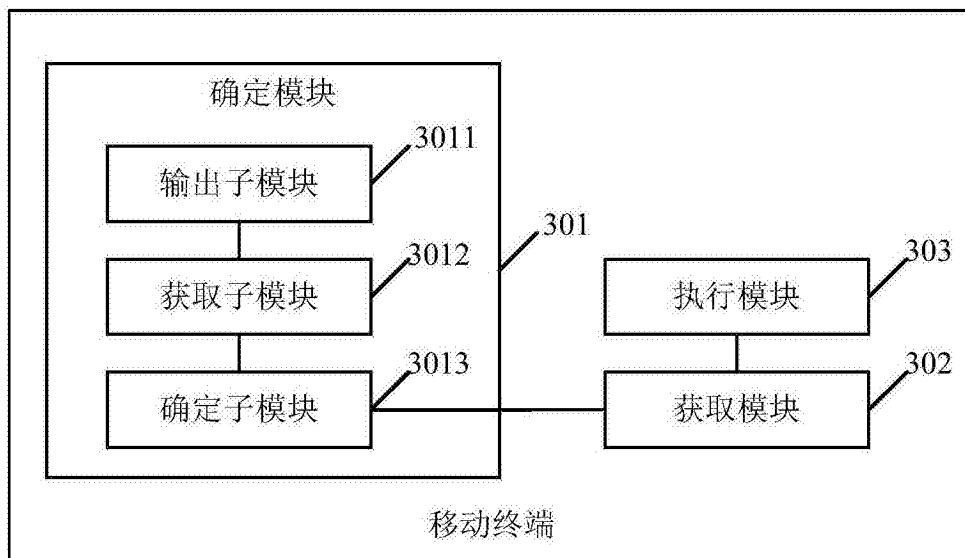 确定模块
3011
输出子模块
301
3012
303
获取子模块
执行模块
3013
302
确定子模块
获取模块
移动终端